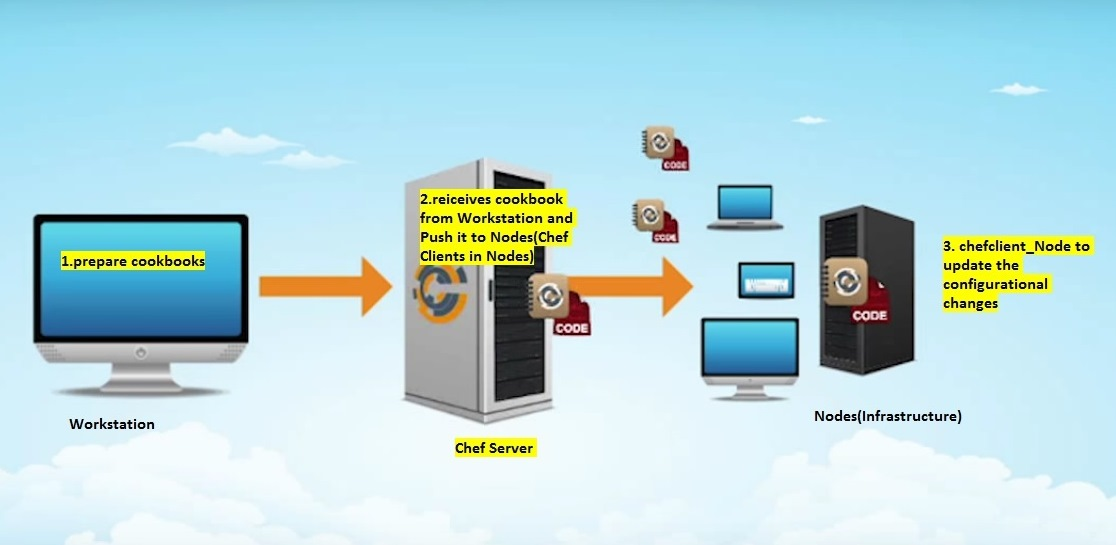 1.prepare cookbooks
2.reiceives cookbook
from Workstation and
Push it to Nodes(Chef
Clients in Nodes)
CODE
CODE
CODE
CODE
3. chefclient_Node to
update the
configurational
changes
Workstation
Chef Server
Nodes(Infrastructure)